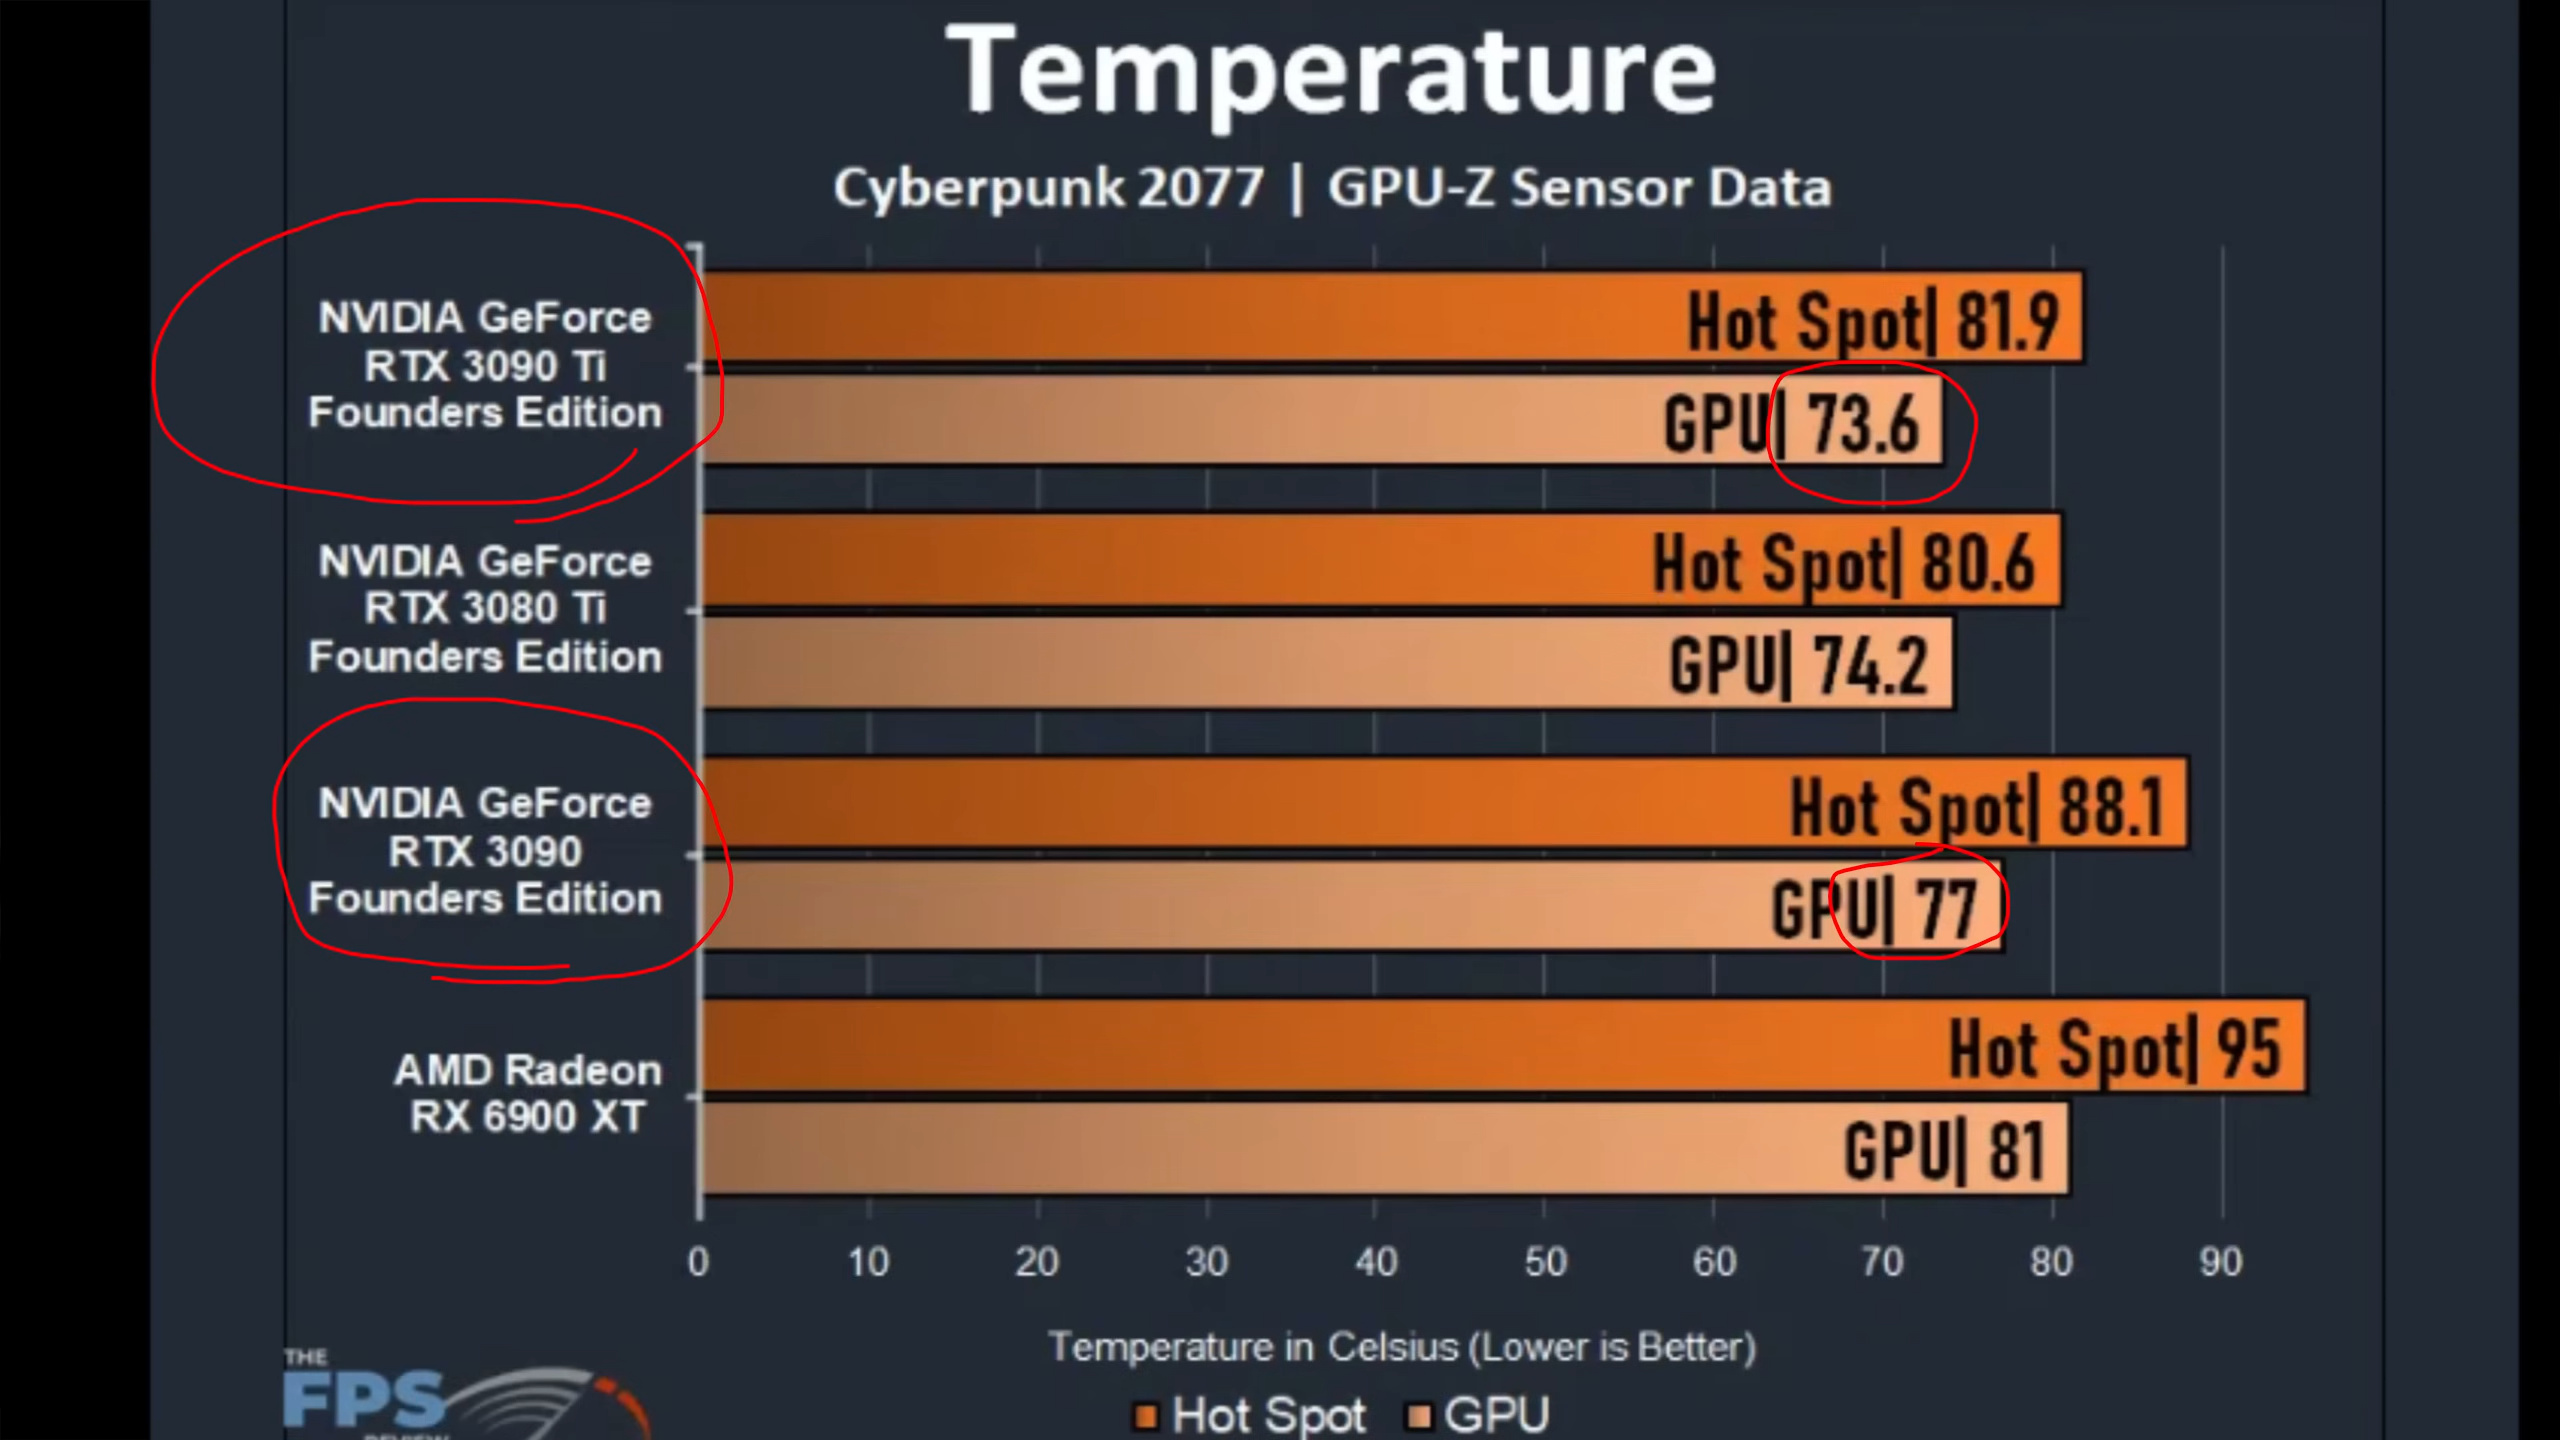 Temperature
Cyberpunk 2077 | GPU-Z Sensor Data
NVIDIA GeForce
RTX 3090 Ti
Founders Edition
Hot Spot| 81.9
GPU| 73.6
NVIDIA GeForce
RTX 3080 Ti
Founders Edition
Hot Spot| 80.6
GPU| 74.2
NVIDIA GeForce
RTX 3090
Founders Edition
Hot Spot| 88.1
GPU| 77
AMD Radeon
RX 6900 XT
Hot Spot| 95
GPU| 81
0 10 20 30 40 50 60 70 80 90
Temperature in Celsius (Lower is Better)
Hot Spot GPU
THE
FPS
REVIEW